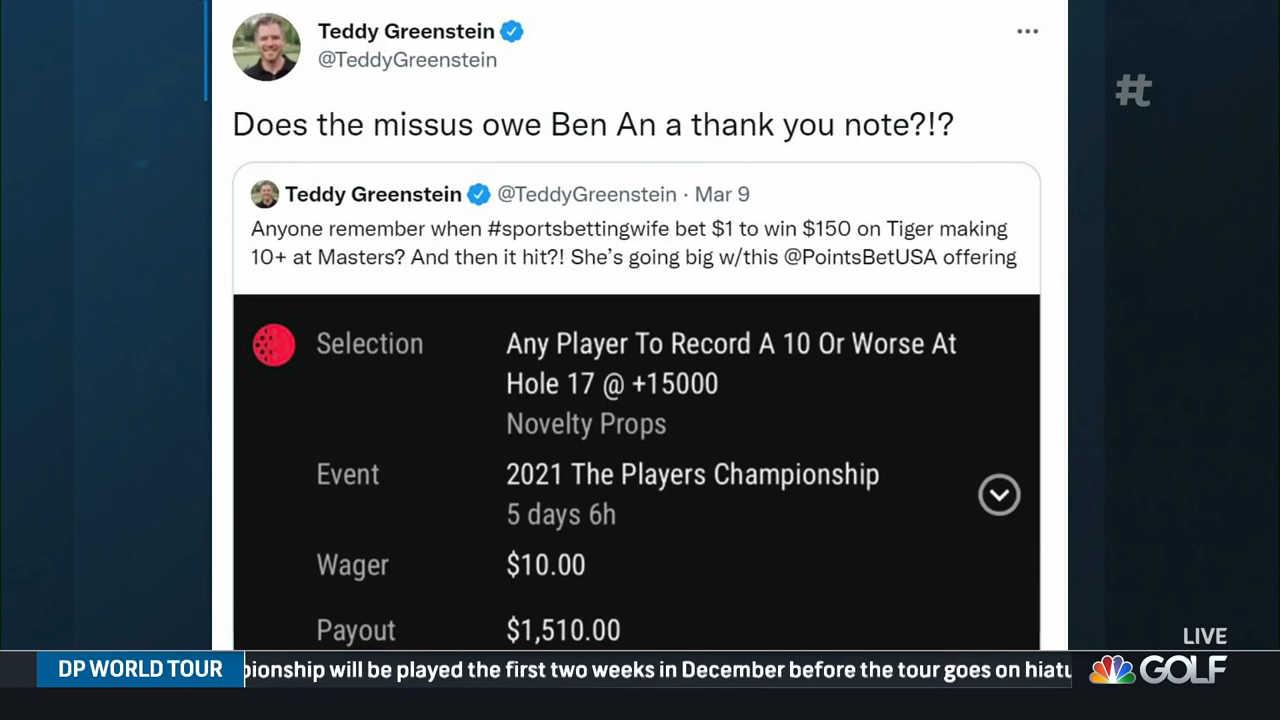 Teddy Greenstein
@TeddyGreenstein
Does the missus owe Ben An a thank you note?!?
Teddy Greenstein @TeddyGreenstein · Mar 9
Anyone remember when #sportsbettingwife bet $1 to win $150 on Tiger making
10+ at Masters? And then it hit?! She's going big w/this @PointsBetUSA offering
Selection
Any Player To Record A 10 Or Worse At
Hole 17 @ +15000
Novelty Props
Event
2021 The Players Championship
5 days 6h
Wager
$10.00
Payout
$1,510.00
LIVE
GOLF
DP WORLD TOUR
pionship will be played the first two weeks in December before the tour goes on hiatu